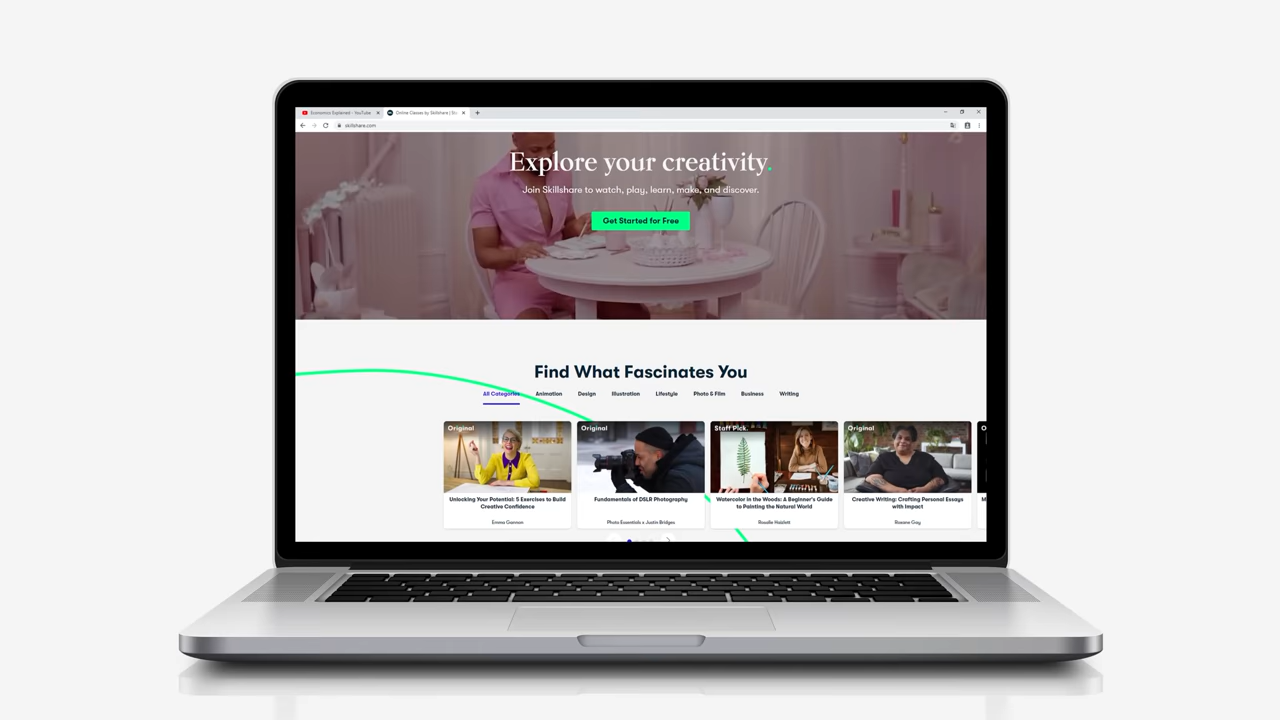 Economics Explained - YouTube
Online Classes by Skillshare | Ski
skillshare.com
Explore your creativity.
Join Skillshare to watch, play, learn, make, and discover.
Get Started for Free
Find What Fascinates You
All Categories Animation Design Illustration Lifestyle Photo & Film Business Writing
Original
Unlocking Your Potential: 5 Exercises to Build
Creative Confidence
Emma Gannon
Original
Fundamentals of DSLR Photography
Photo Essentials x Justin Bridges
Staff Pick
Watercolor in the Woods: A Beginner's Guide
to Painting the Natural World
Rosalie Haizlett
Original
Creative Writing: Crafting Personal Essays
with Impact
Roxane Gay
O
M